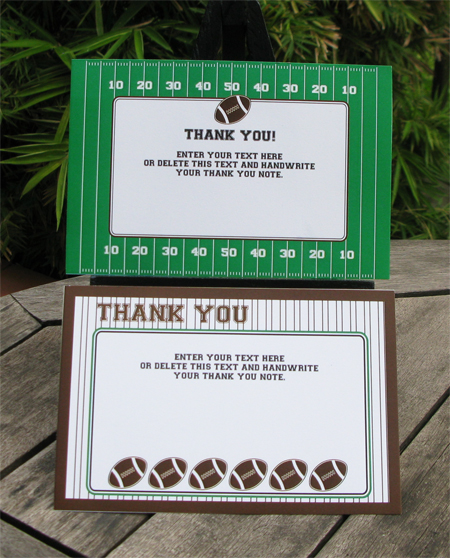 10 20 30 40 50 40 30 20 10
THANK YOU!
ENTER YOUR TEXT HERE
OR DELETE THIS TEXT AND HANDWRITE
YOUR THANK YOU NOTE.
10 20 30 40 50 40 30 20 10
THANK YOU
ENTER YOUR TEXT HERE
OR DELETE THIS TEXT AND HANDWRITE
YOUR THANK YOU NOTE.